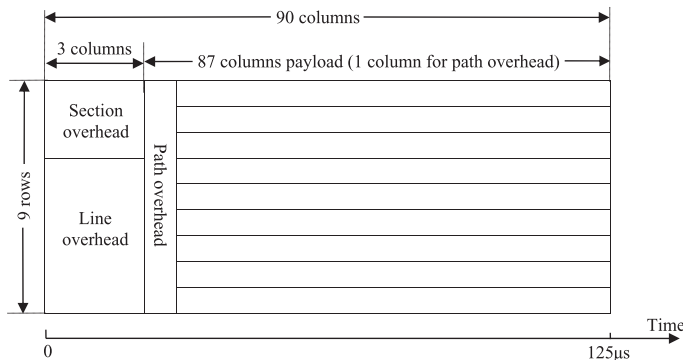 90 columns
3 columns
87 columns payload (1 column for path overhead)
Section
overhead
Path overhead
9 rows
Line
overhead
Time
0
125μs